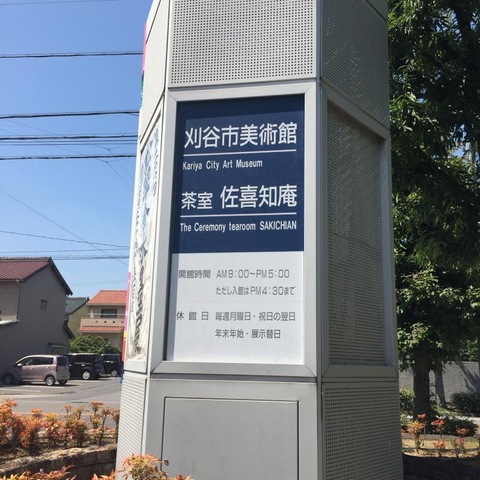 刈谷市美術館
Kariya City Art Museum
茶室 佐喜知庵
The Ceremony tearoom SAKICHIAN
開館時間 AM9:00～PM5:00
ただし入館はPM4:30まで
休館日 毎週月曜日・祝日の翌日
年末年始・展示替日